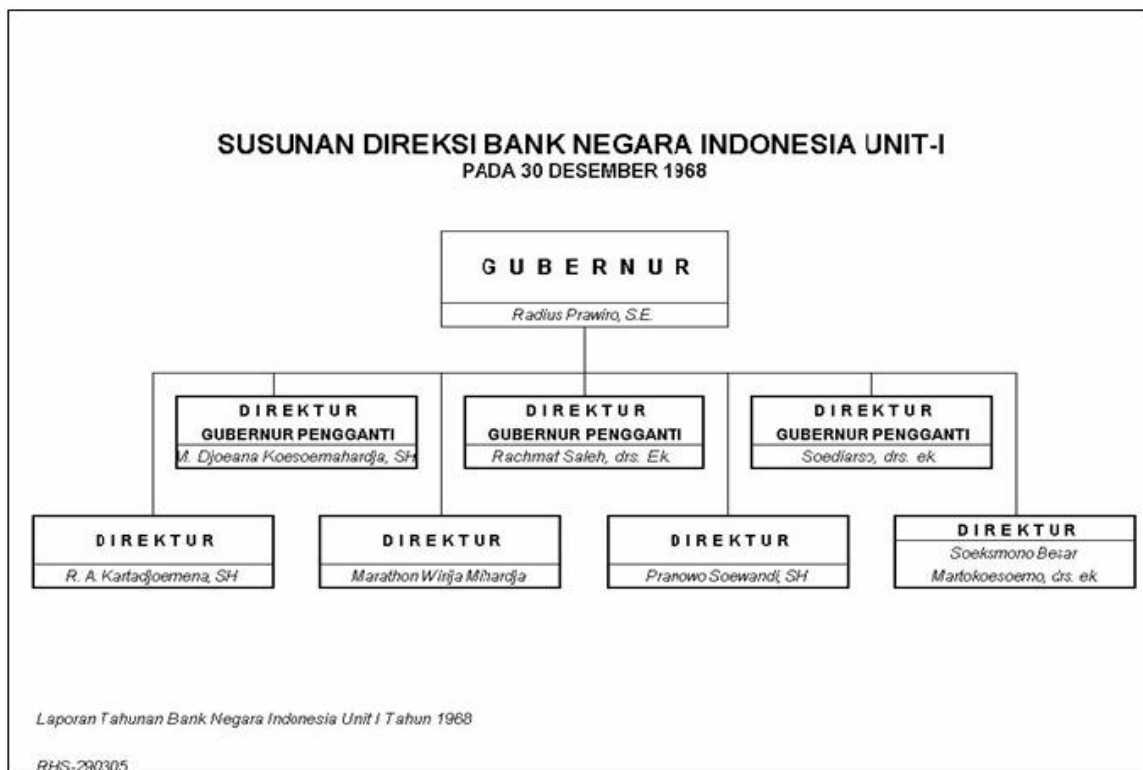 SUSUNAN DIREKSI BANK NEGARA INDONESIA UNIT-I
PADA 30 DESEMBER 1968
GUBERNUR
Radius Prawiro, S.E.
DIREKTUR
GUBERNUR PENGGANTI
M. Djoeana Koesoemahardja, SH
DIREKTUR
GUBERNUR PENGGANTI
Rachmat Saleh, drs. Ek.
DIREKTUR
GUBERNUR PENGGANTI
Soediarso, drs. ek.
DIREKTUR
R. A. Kartadjoemena, SH
DIREKTUR
Marathon Wirija Mihardja
DIREKTUR
Pranowo Soewandi, SH
DIREKTUR
Soeksmono Besar
Martokoesoemo, drs. ek.
Laporan Tahunan Bank Negara Indonesia Unit I Tahun 1968
RHS-290305